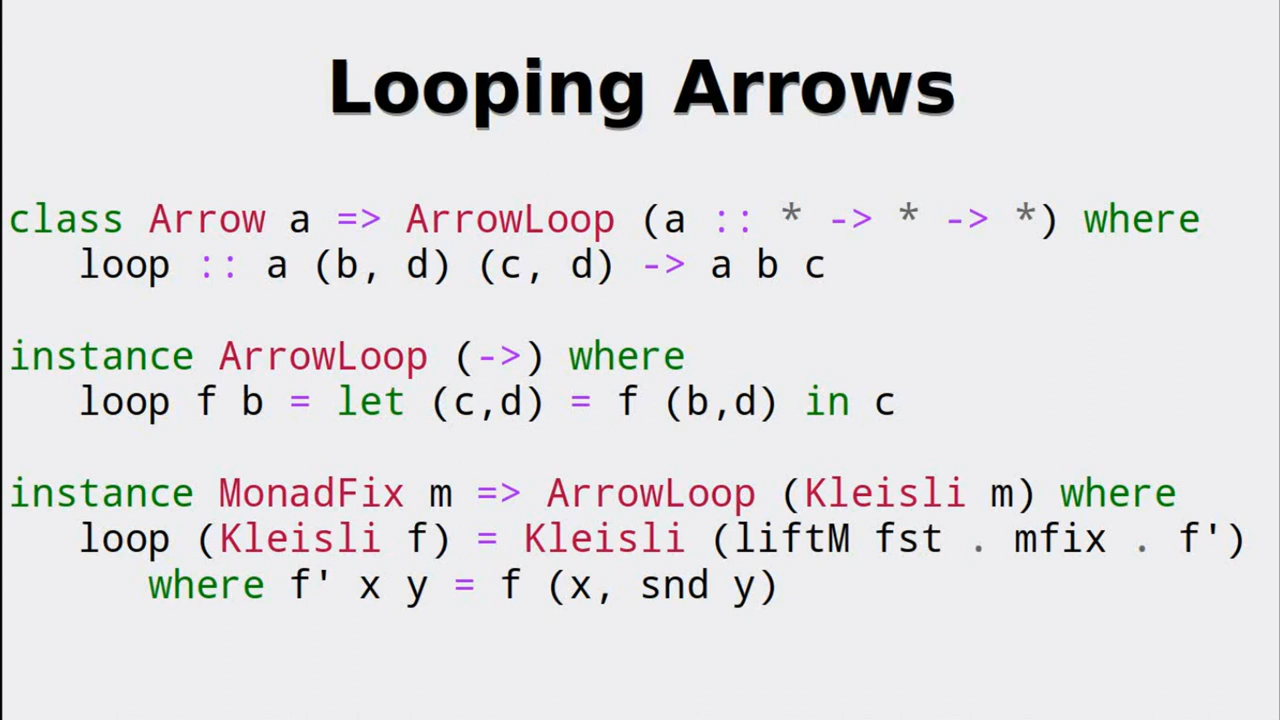 Looping Arrows
class Arrow a => ArrowLoop (a :: * -> * -> *) where
loop :: a (b, d) (c, d) -> a b c
instance ArrowLoop (->) where
loop f b = let (c,d) = f (b,d) in c
instance MonadFix m => ArrowLoop (Kleisli m) where
loop (Kleisli f) = Kleisli (liftM fst . mfix . f')
where f' x y = f (x, snd y)